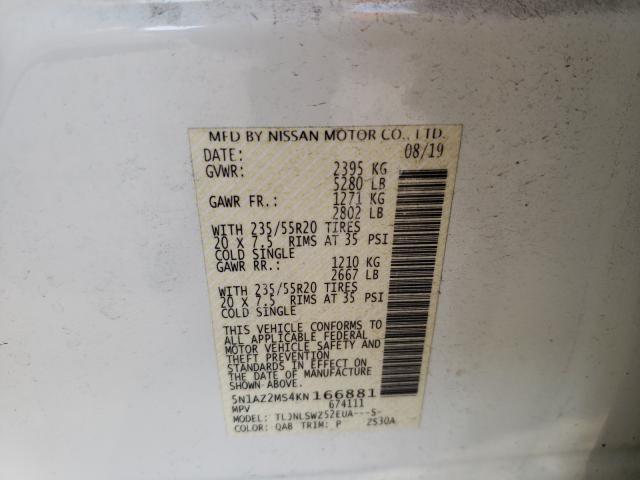 MFD BY NISSAN MOTOR CO., LTD.
DATE: 08/19
GVWR: 2395 KG
5280 LB
GAWR FR.: 1271 KG
2802 LB
WITH 235/55R20 TIRES
20 X 7.5 RIMS AT 35 PSI
COLD SINGLE
GAWR RR.: 1210 KG
2667 LB
WITH 235/55R20 TIRES
20 X 7.5 RIMS AT 35 PSI
COLD SINGLE
THIS VEHICLE CONFORMS TO
ALL APPLICABLE FEDERAL
MOTOR VEHICLE SAFETY AND
THEFT PREVENTION
STANDARDS IN EFFECT ON
THE DATE OF MANUFACTURE
SHOWN ABOVE.
5N1AZ2MS4KN166881
MPV 674111
MODEL: TLJNLSWZ52EUA---S-
COLOR: QAB TRIM: P ZS30A